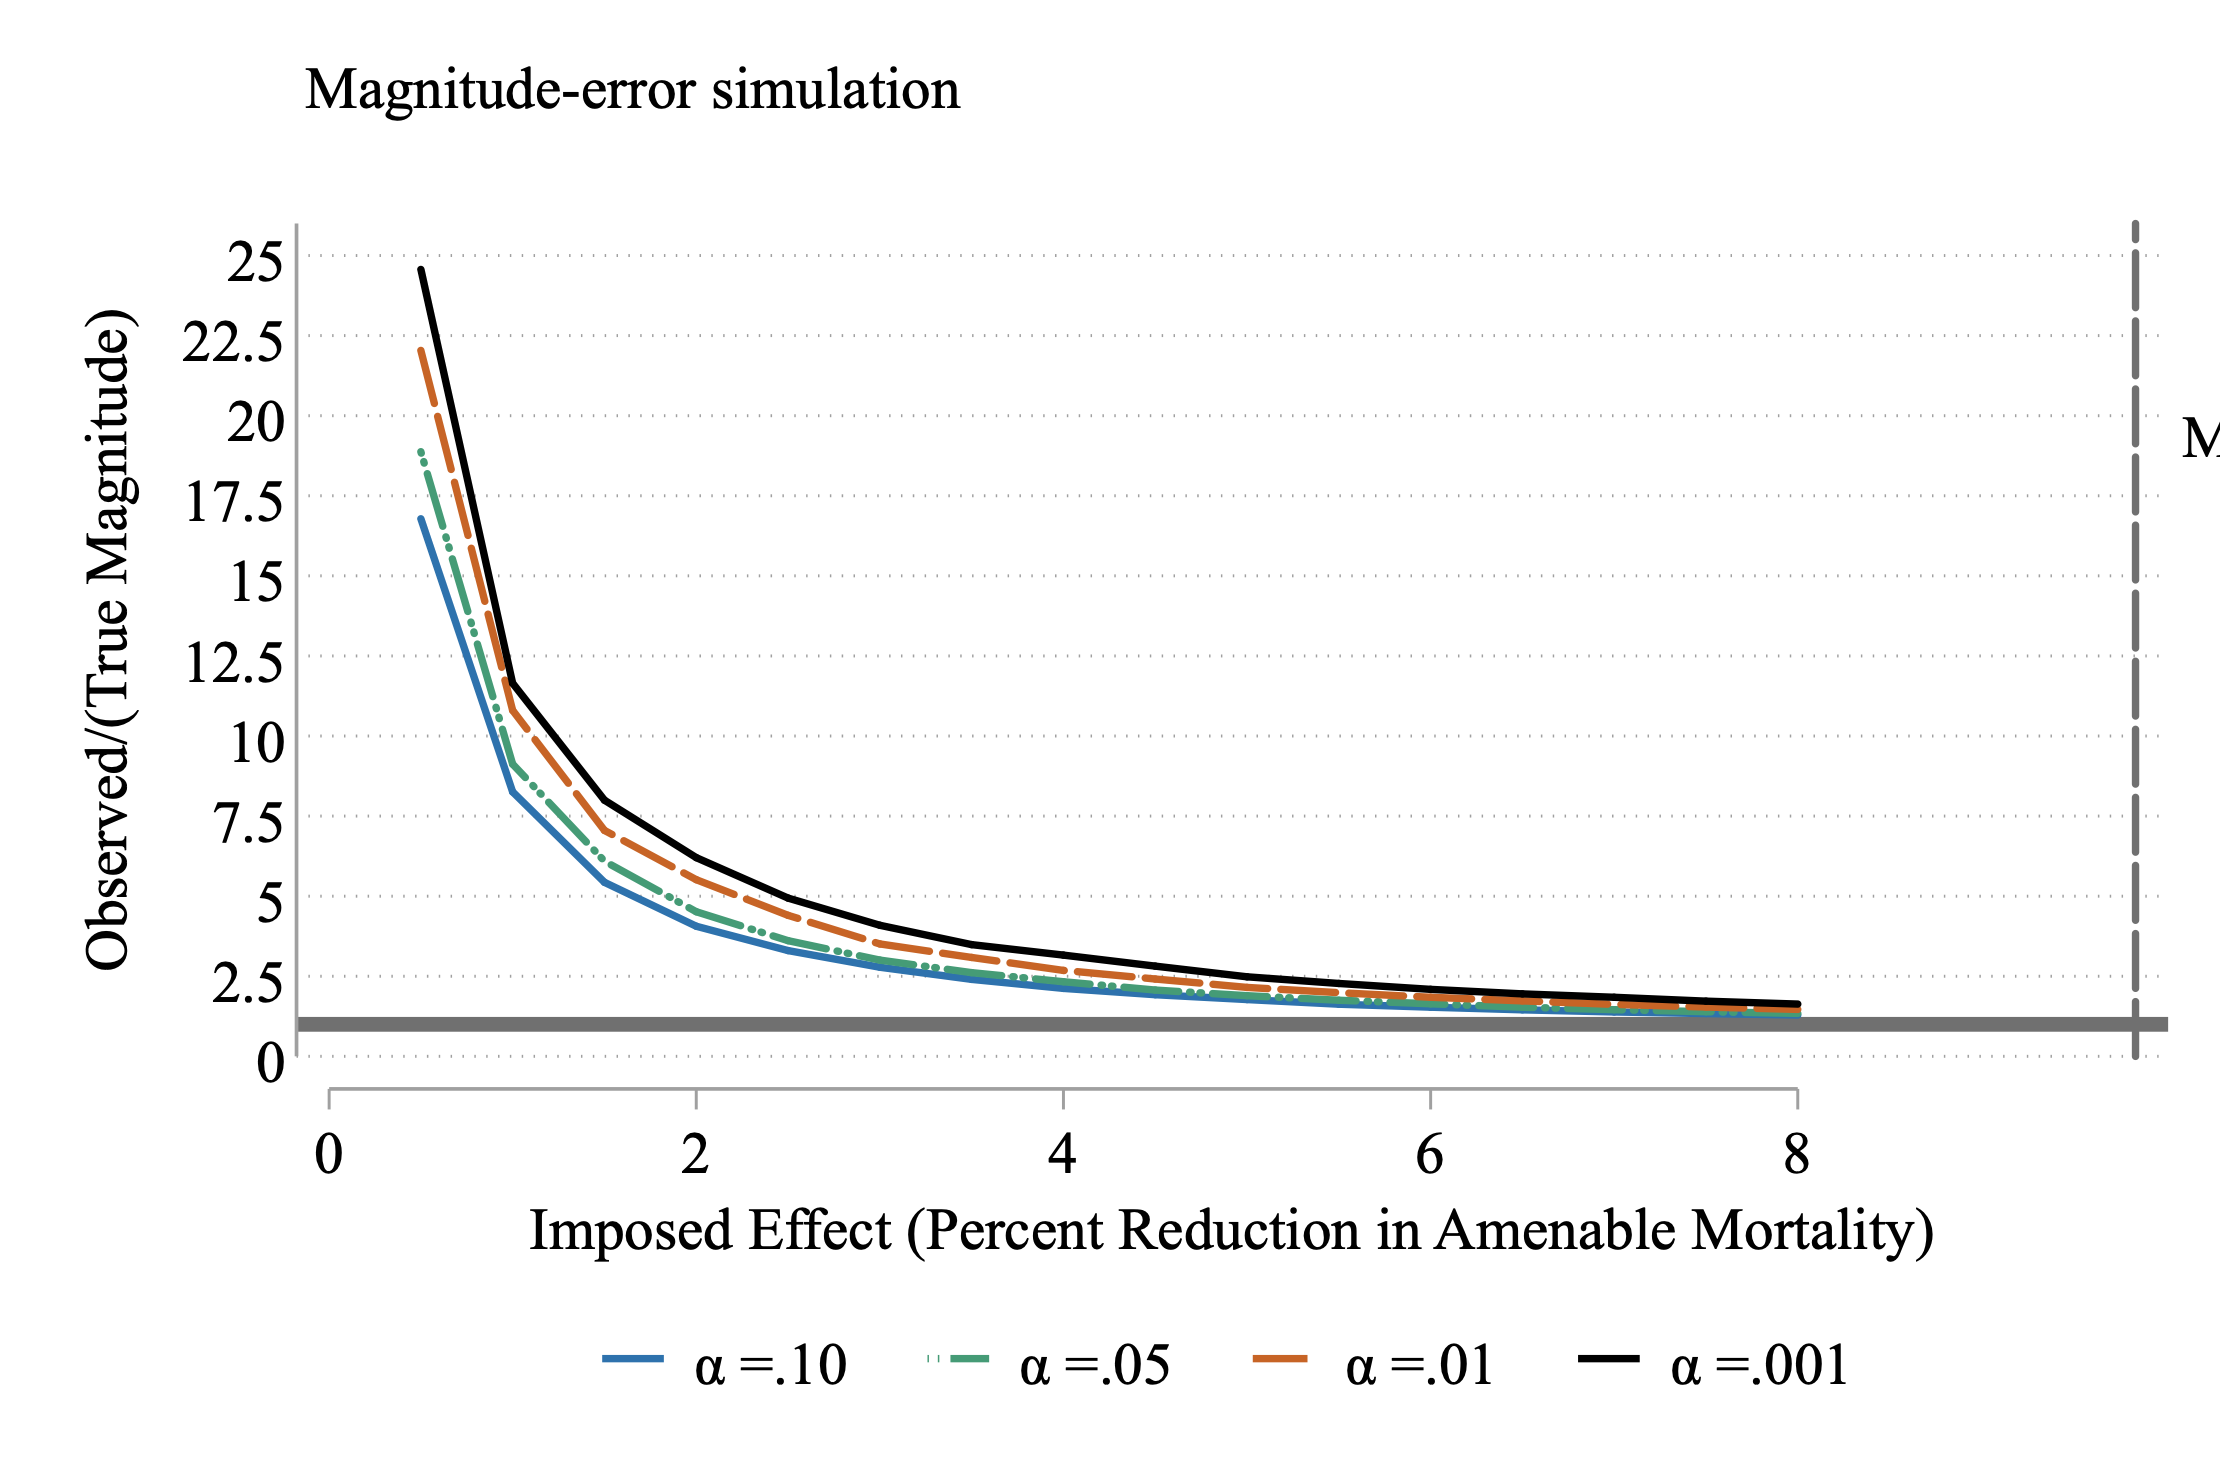 Magnitude-error simulation
Observed/(True Magnitude)
25
22.5
20
17.5
15
12.5
10
7.5
5
2.5
0
M
0 2 4 6 8
Imposed Effect (Percent Reduction in Amenable Mortality)
α =.10 α =.05 α =.01 α =.001